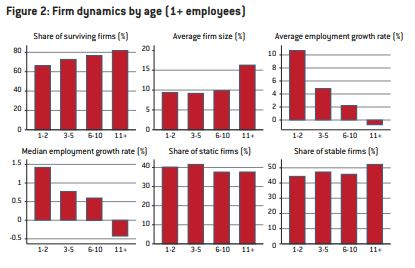 Figure 2: Firm dynamics by age (1+ employees)
Share of surviving firms (%)
80
60
40
20
0
1-2 3-5 6-10 11+
Average firm size (%)
20
15
10
5
0
1-2 3-5 6-10 11+
Average employment growth rate (%)
10
8
6
4
2
0
1-2 3-5 6-10 11+
Median employment growth rate (%)
1.5
1
0.5
0
-0.5
1-2 3-5 6-10 11+
Share of static firms (%)
40
30
20
10
0
1-2 3-5 6-10 11+
Share of stable firms (%)
50
40
30
20
10
0
1-2 3-5 6-10 11+